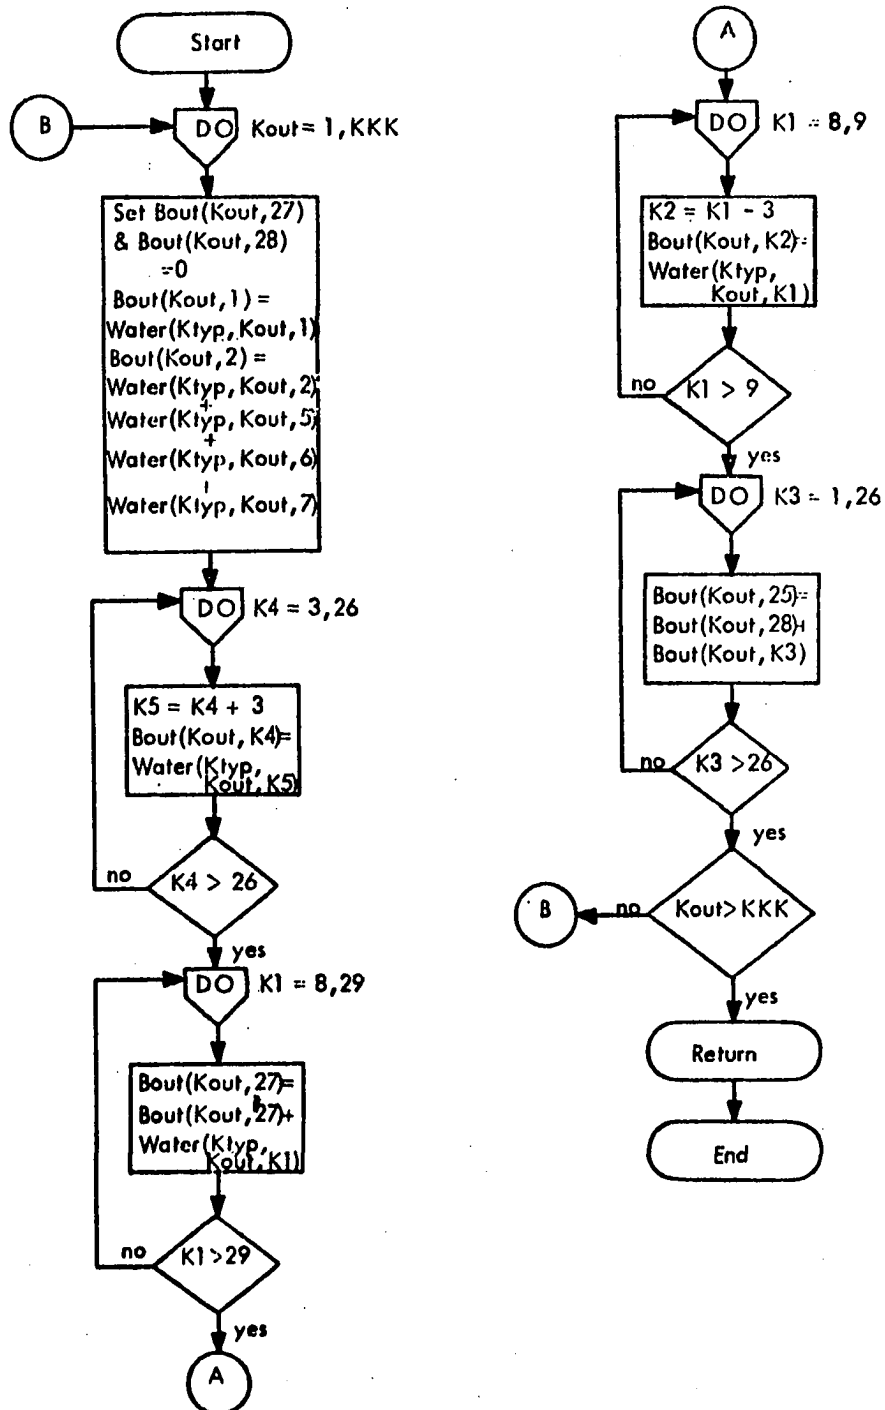 Start
B
DO Kout = 1, KKK
Set Bout(Kout, 27)
& Bout(Kout, 28)
=0
Bout(Kout, 1) =
Water(Ktyp, Kout, 1)
Bout(Kout, 2) =
Water(Ktyp, Kout, 2)
+
Water(Ktyp, Kout, 5)
+
Water(Ktyp, Kout, 6)
+
Water(Ktyp, Kout, 7)
DO K4 = 3, 26
K5 = K4 + 3
Bout(Kout, K4)=
Water(Ktyp,
Kout, K5)
no
K4 > 26
yes
DO K1 = 8, 29
Bout(Kout, 27)=
Bout(Kout, 27)+
Water(Ktyp,
Kout, K1)
no
K1 > 29
yes
A
A
DO K1 = 8, 9
K2 = K1 - 3
Bout(Kout, K2)=
Water(Ktyp,
Kout, K1)
no
K1 > 9
yes
DO K3 = 1, 26
Bout(Kout, 25)=
Bout(Kout, 28)+
Bout(Kout, K3)
no
K3 > 26
yes
B
no
Kout > KKK
yes
Return
End